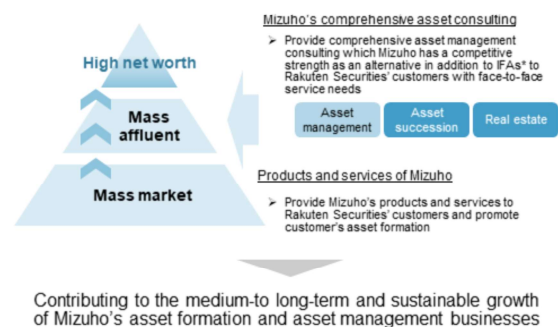 Mizuho's comprehensive asset consulting
➢ Provide comprehensive asset management
consulting which Mizuho has a competitive
strength as an alternative in addition to IFAs* to
Rakuten Securities' customers with face-to-face
service needs
Asset
management
Asset
succession
Real estate
High net worth
Mass
affluent
Mass market
Products and services of Mizuho
➢ Provide Mizuho's products and services to
Rakuten Securities' customers and promote
customer's asset formation
Contributing to the medium-to long-term and sustainable growth
of Mizuho's asset formation and asset management businesses